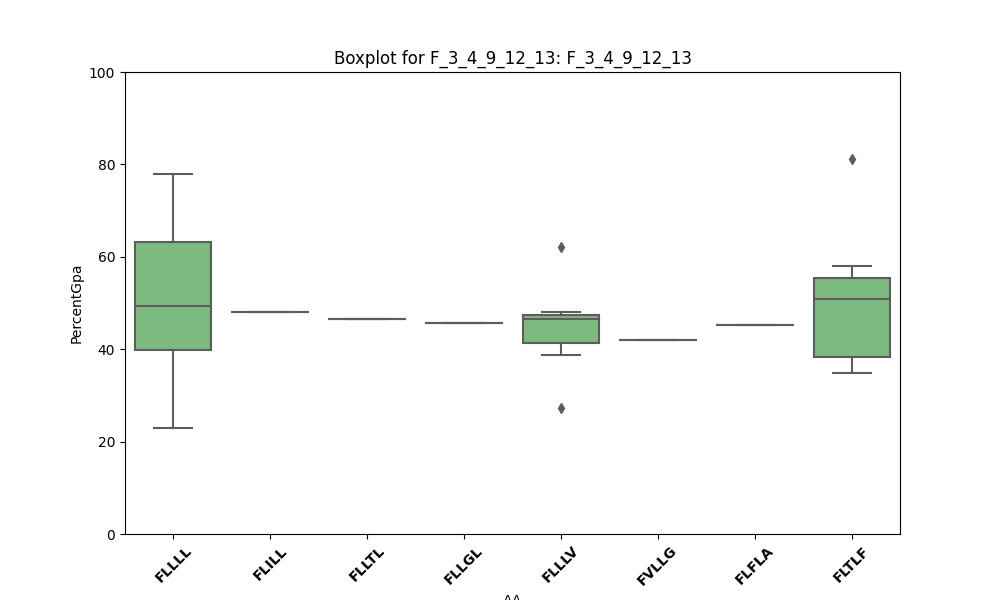 Boxplot for F_3_4_9_12_13: F_3_4_9_12_13
100
80
60
40
20
0
PercentGpa
FLLLL
FLILL
FLLTL
FLLGL
FLLLV
FVLLG
FLFLA
FLTLF
AA